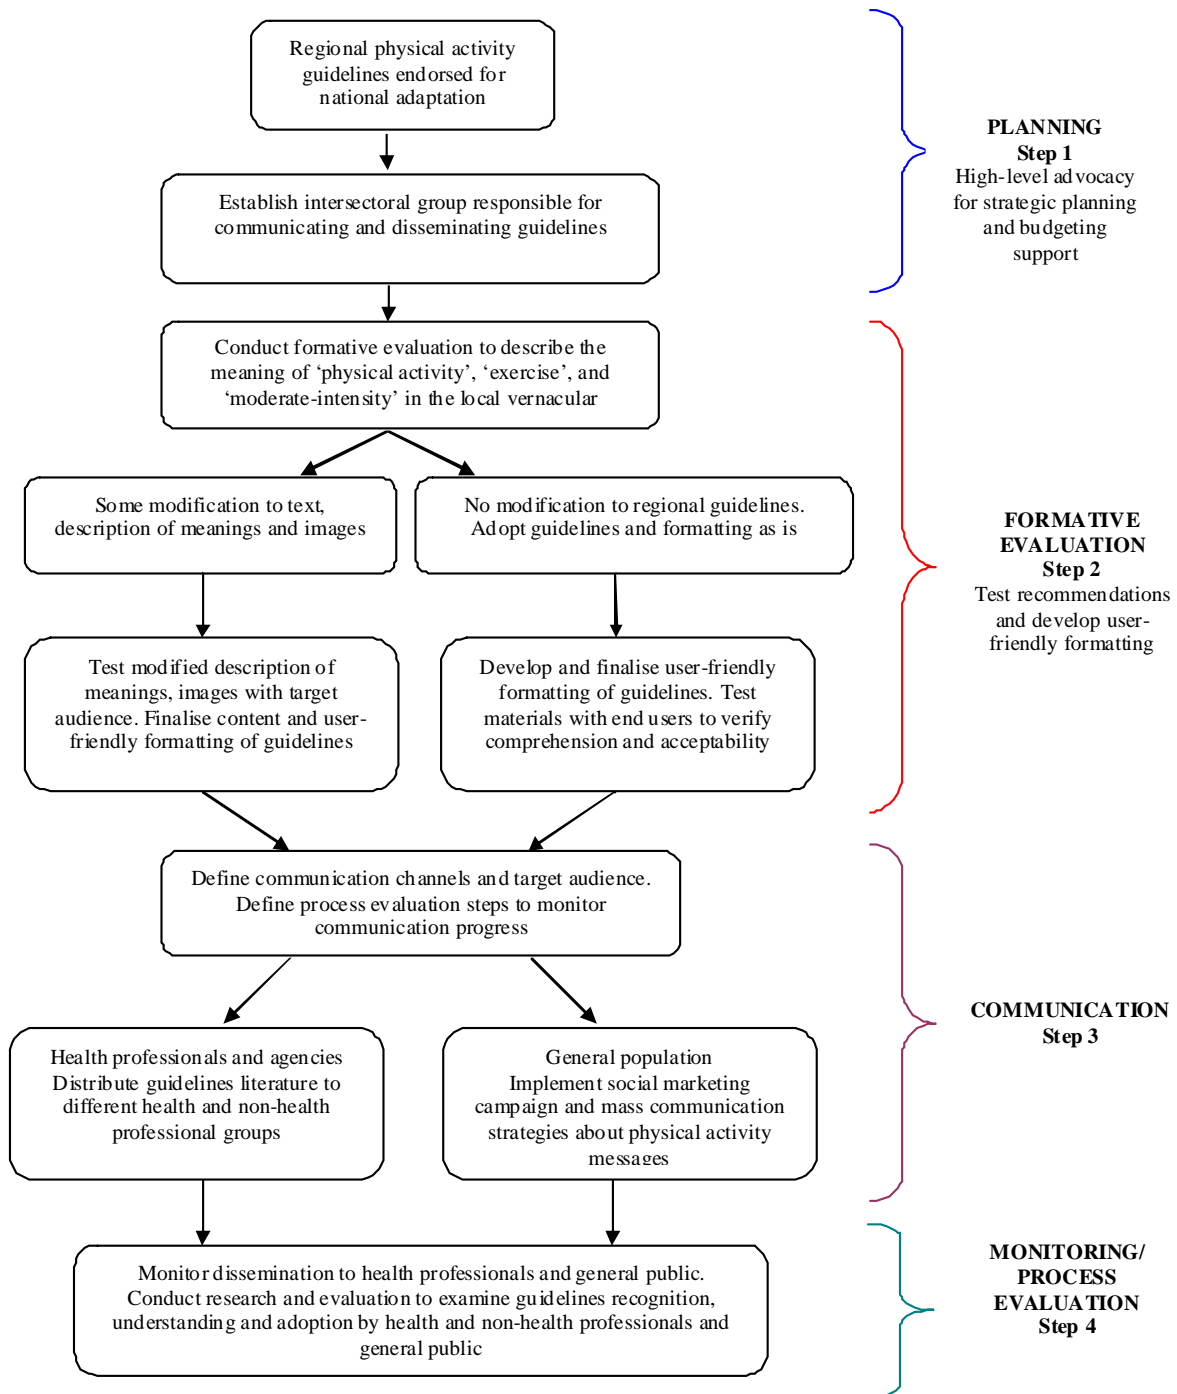 Regional physical activity
guidelines endorsed for
national adaptation
PLANNING
Step 1
High-level advocacy
for strategic planning
and budgeting
support
Establish intersectoral group responsible for
communicating and disseminating guidelines
Conduct formative evaluation to describe the
meaning of ‘physical activity’, ‘exercise’, and
‘moderate-intensity’ in the local vernacular
Some modification to text,
description of meanings and images
No modification to regional guidelines.
Adopt guidelines and formatting as is
FORMATIVE
EVALUATION
Step 2
Test recommendations
and develop user-
friendly formatting
Test modified description of
meanings, images with target
audience. Finalise content and user-
friendly formatting of guidelines
Develop and finalise user-friendly
formatting of guidelines. Test
materials with end users to verify
comprehension and acceptability
Define communication channels and target audience.
Define process evaluation steps to monitor
communication progress
COMMUNICATION
Step 3
Health professionals and agencies
Distribute guidelines literature to
different health and non-health
professional groups
General population
Implement social marketing
campaign and mass communication
strategies about physical activity
messages
Monitor dissemination to health professionals and general public.
Conduct research and evaluation to examine guidelines recognition,
understanding and adoption by health and non-health professionals and
general public
MONITORING/
PROCESS
EVALUATION
Step 4